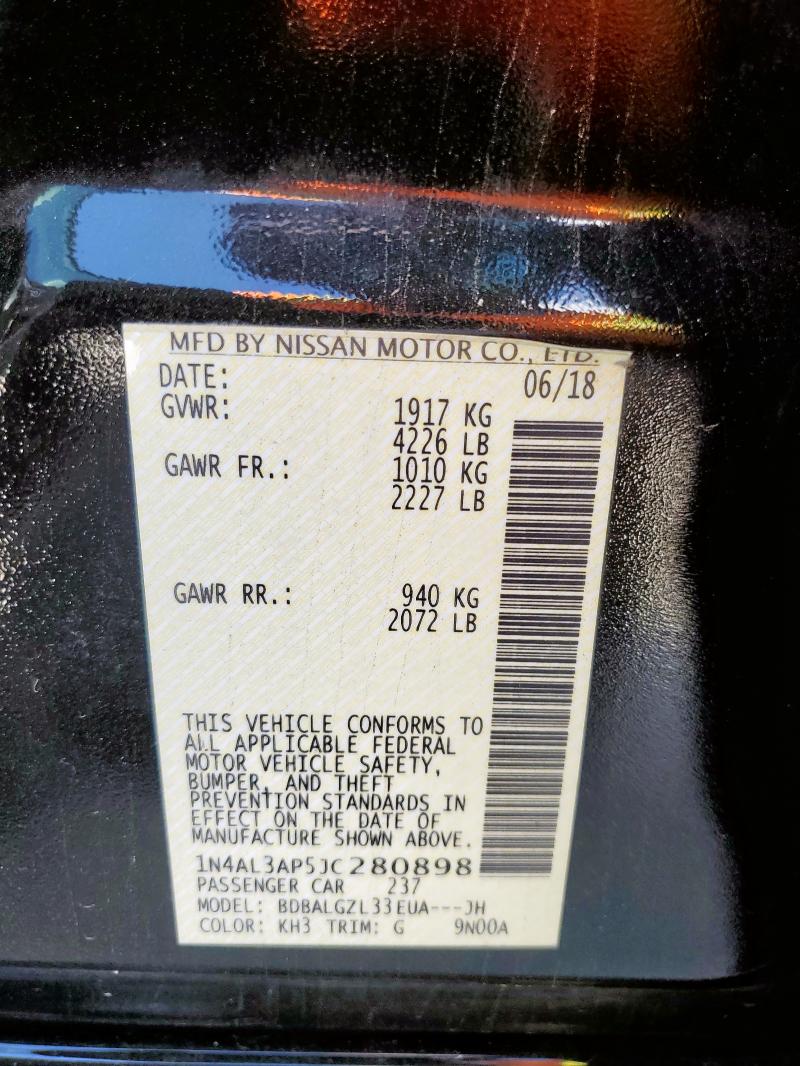 MFD BY NISSAN MOTOR CO., LTD.
DATE: 06/18
GVWR: 1917 KG
4226 LB
GAWR FR.: 1010 KG
2227 LB
GAWR RR.: 940 KG
2072 LB
THIS VEHICLE CONFORMS TO
ALL APPLICABLE FEDERAL
MOTOR VEHICLE SAFETY,
BUMPER, AND THEFT
PREVENTION STANDARDS IN
EFFECT ON THE DATE OF
MANUFACTURE SHOWN ABOVE.
1N4AL3AP5JC280898
PASSENGER CAR 237
MODEL: BDBALGZL33EUA---JH
COLOR: KH3 TRIM: G 9N00A